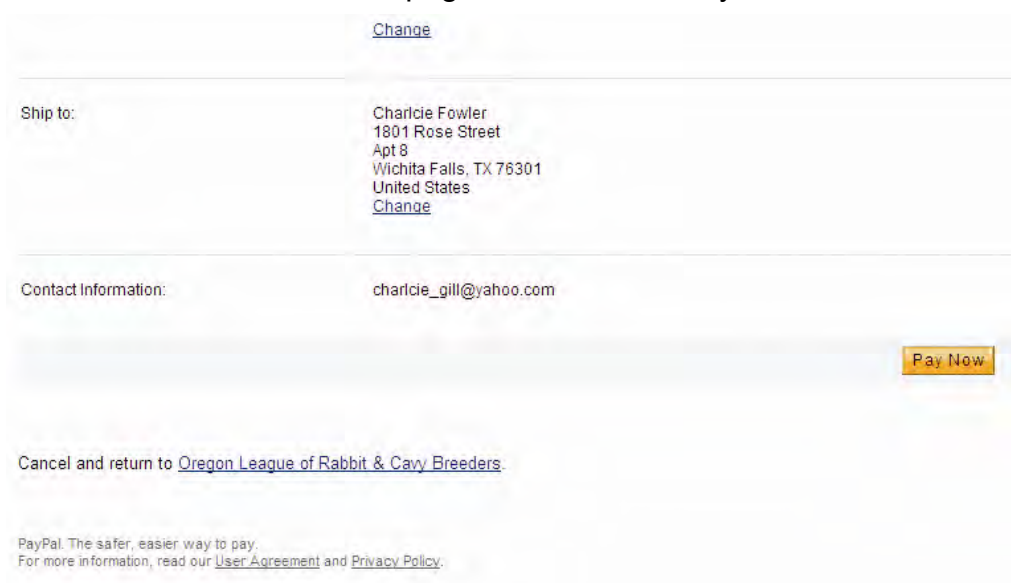 Change
Ship to:
Charlcie Fowler
1801 Rose Street
Apt 8
Wichita Falls, TX 76301
United States
Change
Contact Information:
charlcie_gill@yahoo.com
Pay Now
Cancel and return to Oregon League of Rabbit & Cavy Breeders.
PayPal. The safer, easier way to pay.
For more information, read our User Agreement and Privacy Policy.